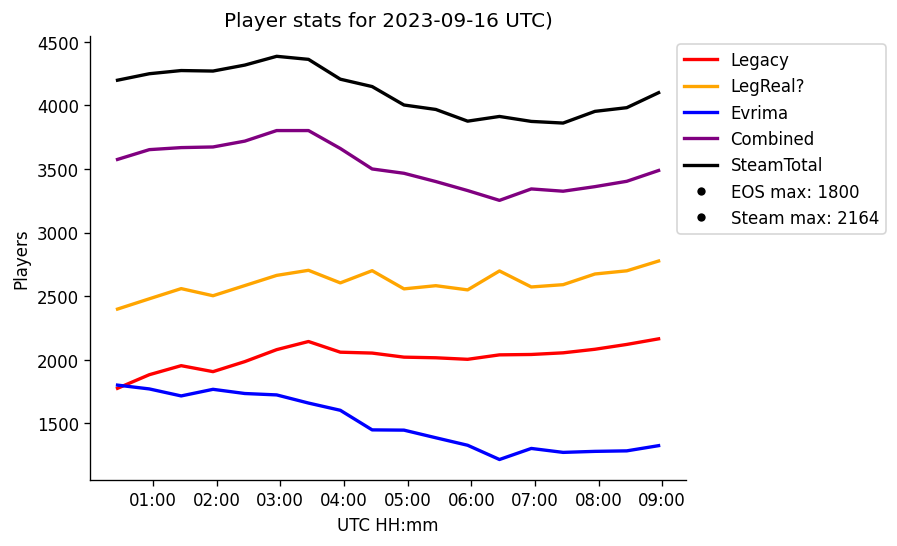 Player stats for 2023-09-16 UTC)
4500
4000
3500
3000
2500
2000
1500
Players
01:00 02:00 03:00 04:00 05:00 06:00 07:00 08:00 09:00
UTC HH:mm
Legacy
LegReal?
Evrima
Combined
SteamTotal
EOS max: 1800
Steam max: 2164